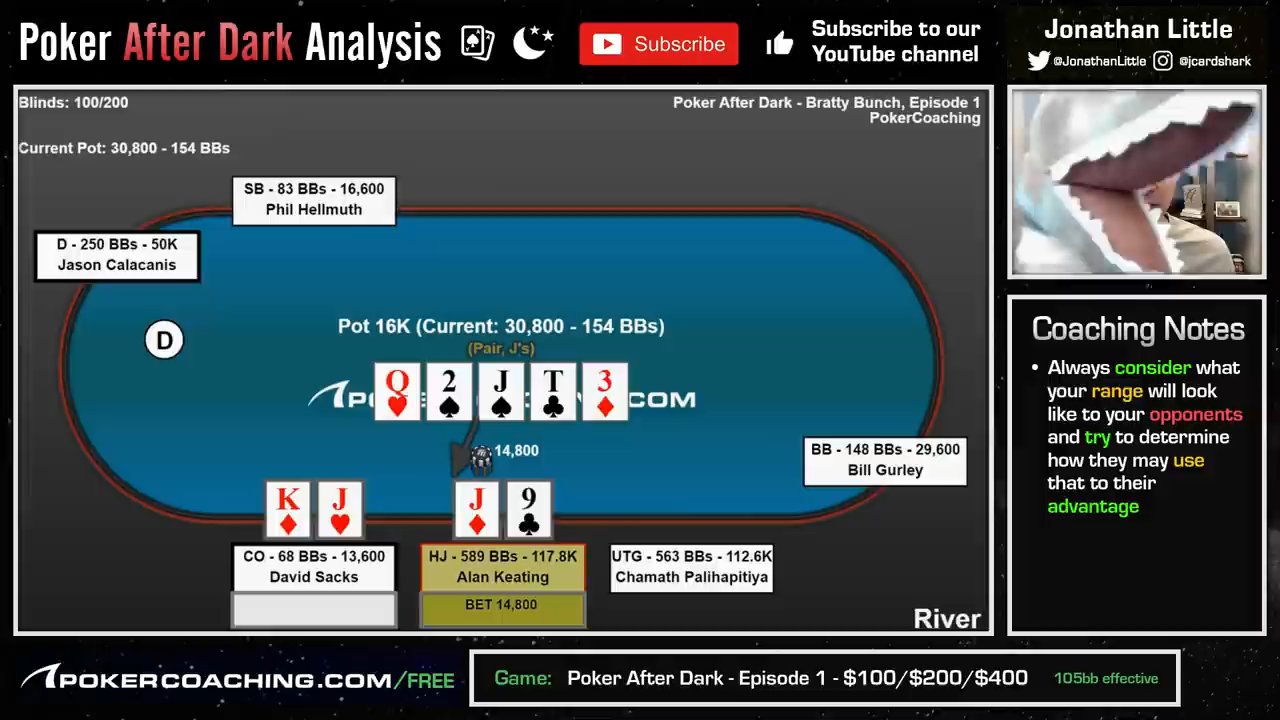 Poker After Dark Analysis
Subscribe
Subscribe to our
YouTube channel
Jonathan Little
@JonathanLittle @jcardshark
Blinds: 100/200
Poker After Dark - Bratty Bunch, Episode 1
PokerCoaching
Current Pot: 30,800 - 154 BBs
SB - 83 BBs - 16,600
Phil Hellmuth
D - 250 BBs - 50K
Jason Calacanis
D
Pot 16K (Current: 30,800 - 154 BBs)
(Pair, J's)
Q 2 J T 3
.COM
14,800
BB - 148 BBs - 29,600
Bill Gurley
K J J 9
CO - 68 BBs - 13,600
David Sacks
HJ - 589 BBs - 117.8K
Alan Keating
BET 14,800
UTG - 563 BBs - 112.6K
Chamath Palihapitiya
River
Coaching Notes
• Always consider what
your range will look
like to your opponents
and try to determine
how they may use
that to their
advantage
POKERCOACHING.COM/FREE
Game: Poker After Dark - Episode 1 - $100/$200/$400 105bb effective